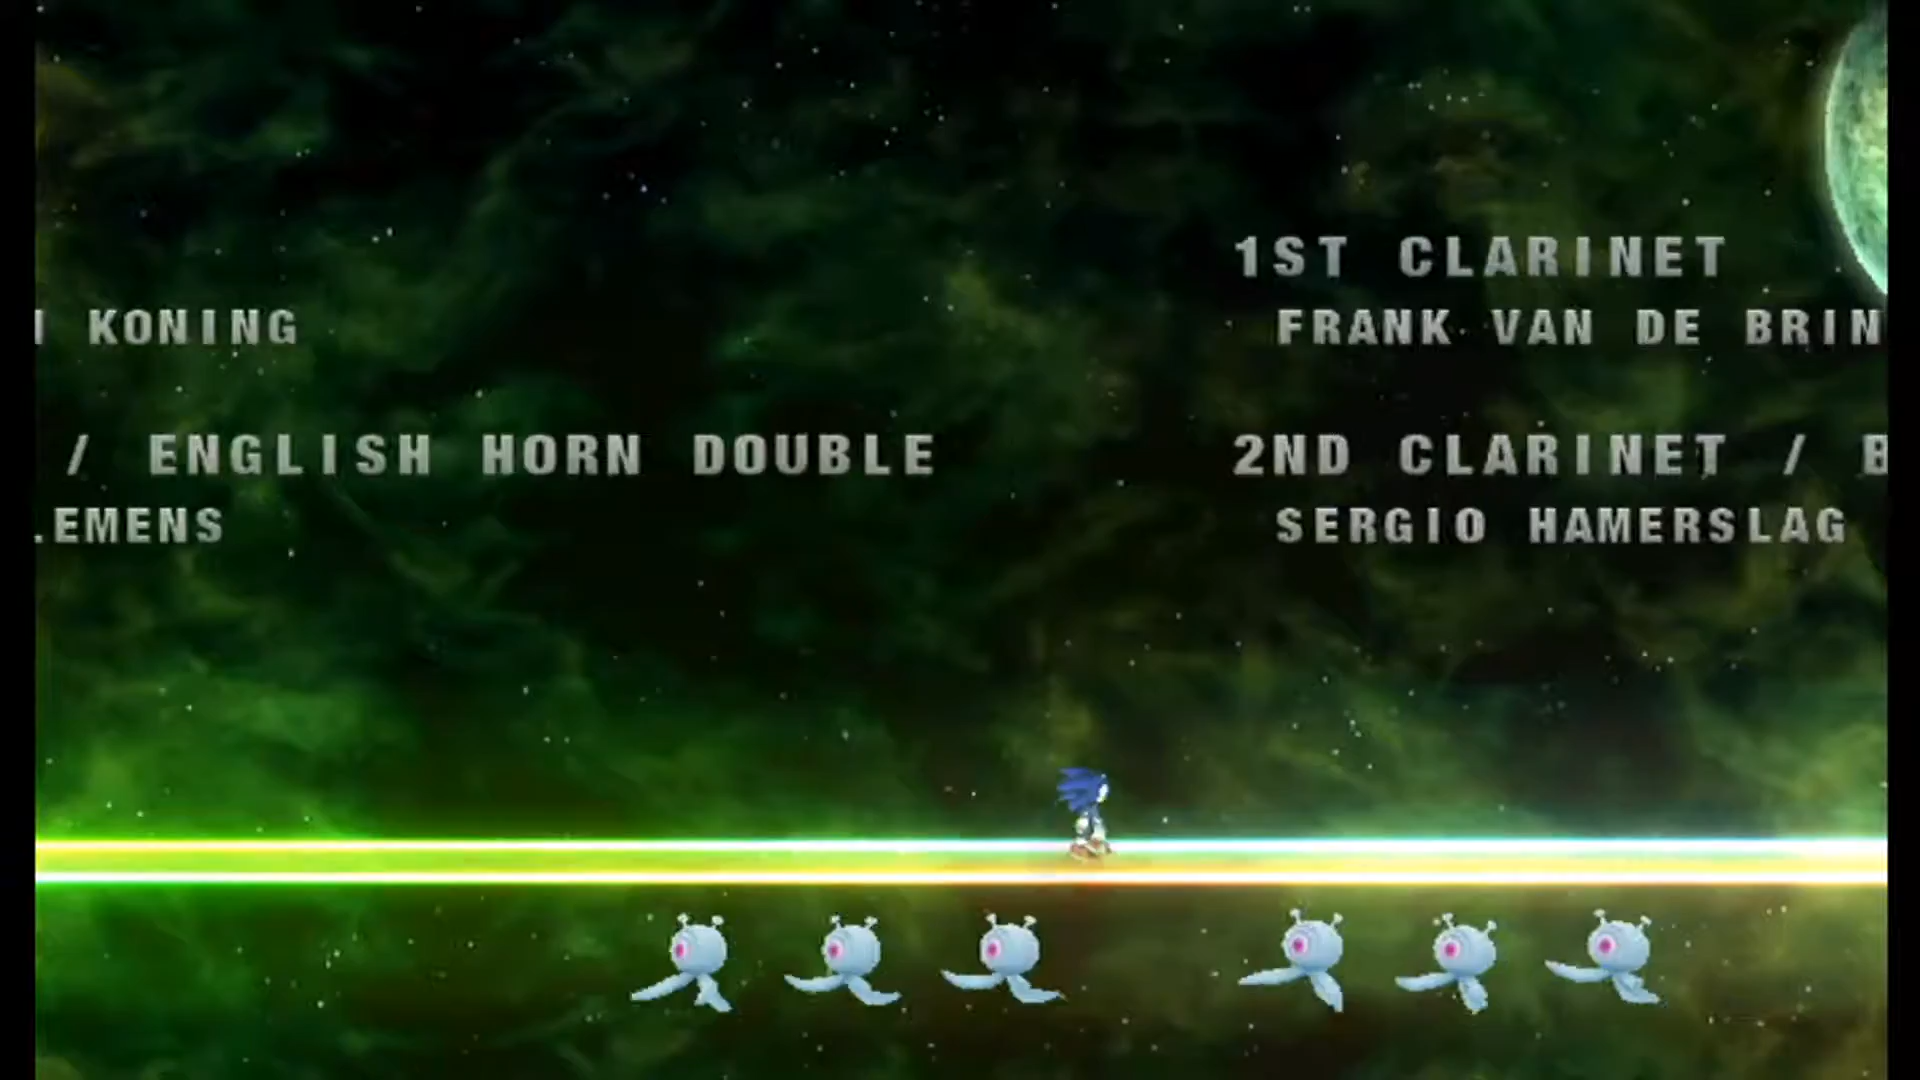 KONING
/ ENGLISH HORN DOUBLE
1ST CLARINET
FRANK VAN DE
2ND CLARINET /
SERGIO HAMERSLAG